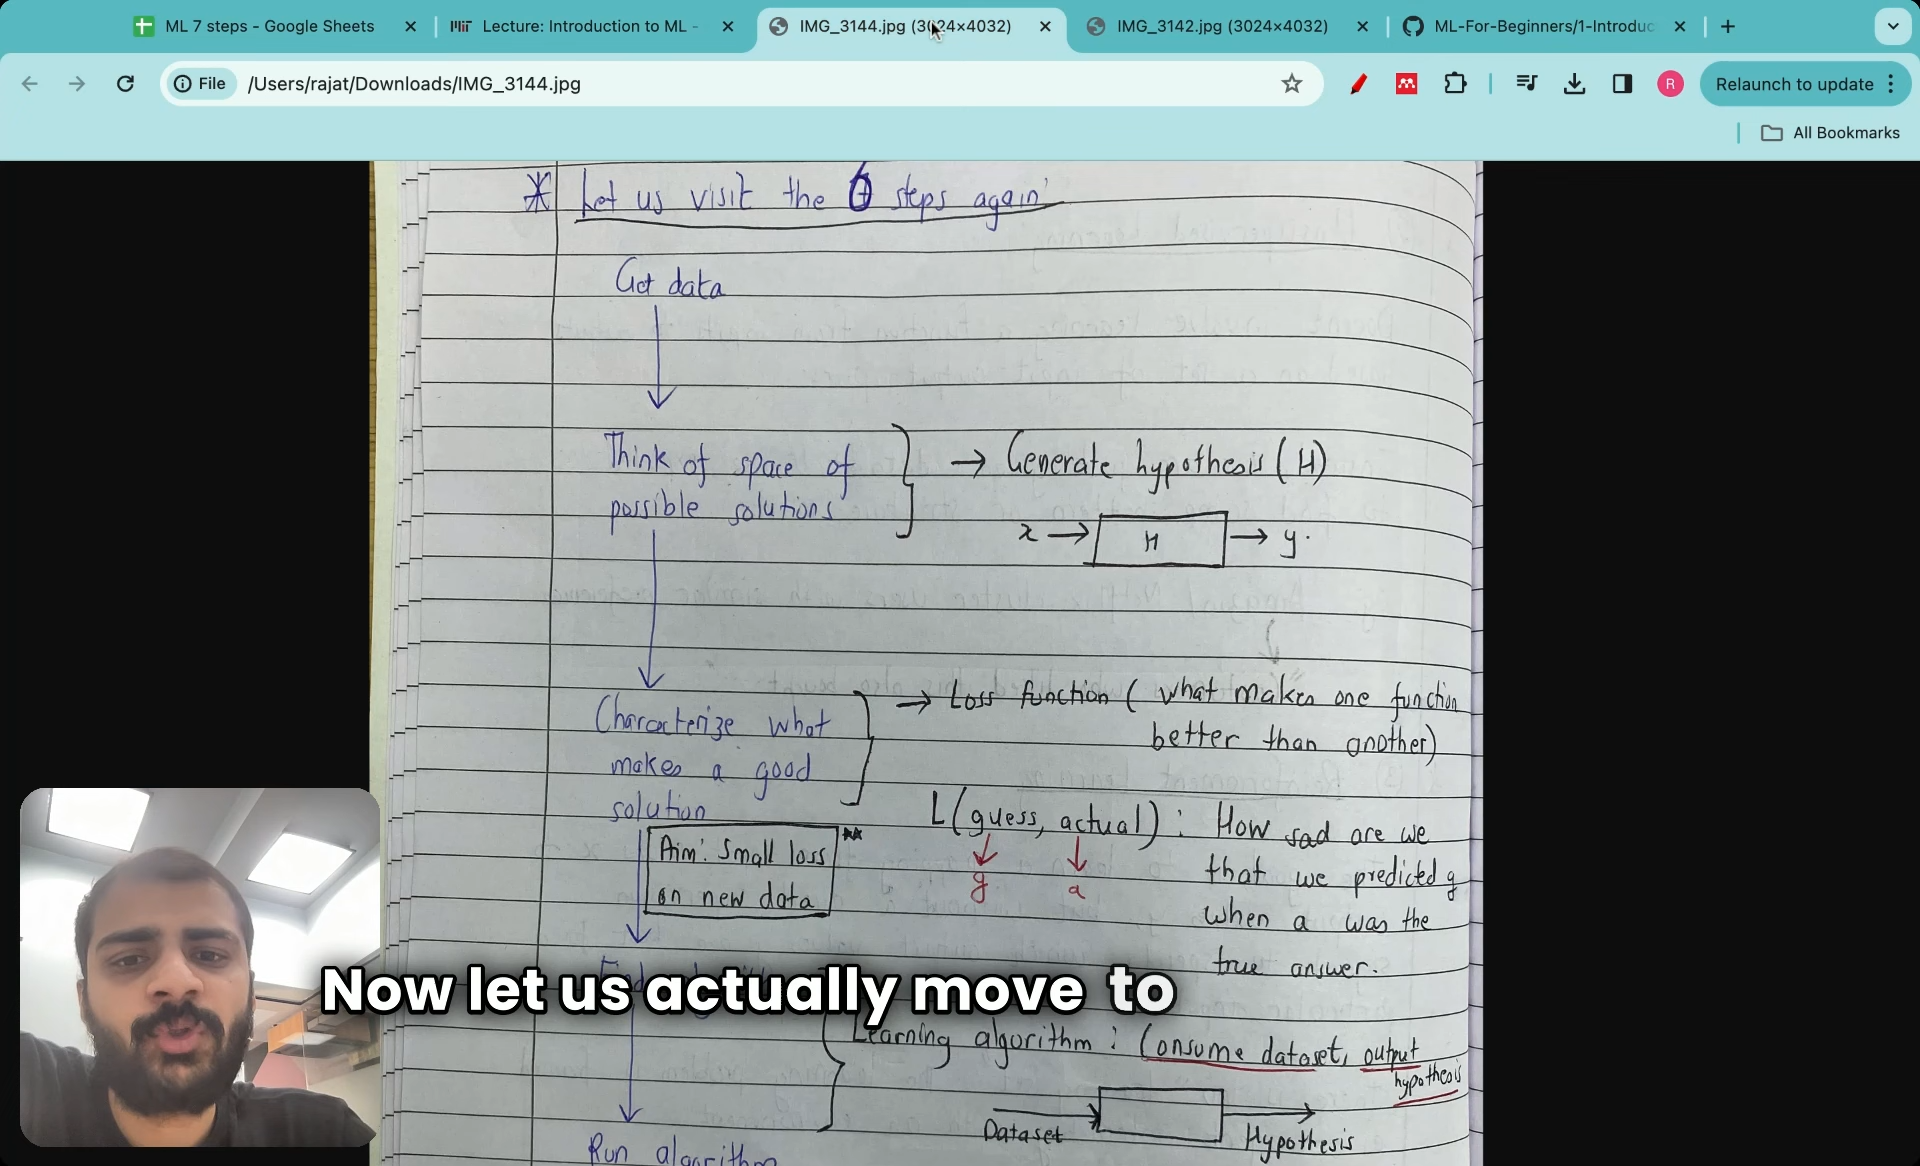 ML 7 steps - Google Sheets
Lecture: Introduction to ML -
IMG_3144.jpg (3024×4032)
IMG_3142.jpg (3024×4032)
ML-For-Beginners/1-Introduc
File
/Users/rajat/Downloads/IMG_3144.jpg
R
Relaunch to update
All Bookmarks
Let us visit the 6 steps again
Get data
Think of space of
possible solutions
→ Generate hypothesis (H)
x → H → y.
Characterize what
makes a good
solution
→ Loss function ( what makes one function
better than another)
L(guess, actual) : How sad are we
g a
that we predicted g
when a was the
true answer.
Aim: Small loss
on new data
Now let us actually move to
Learning algorithm : (onsume dataset, output
hypothesis
Dataset
Hypothesis
Run algorithm